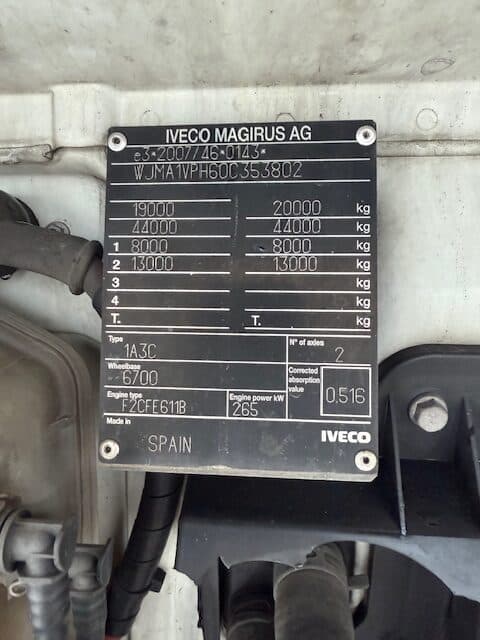 IVECO MAGIRUS AG
e3*2007/46*0143*
WJMA1VPH60C353802
19000 20000 kg
44000 44000 kg
1 8000 8000 kg
2 13000 13000 kg
3 kg
4 kg
T. T. kg
Type 1A3C N° of axles 2
Wheelbase 6700 Corrected absorption value 0.516
Engine type F2CFE611B Engine power kW 265
Made in SPAIN IVECO